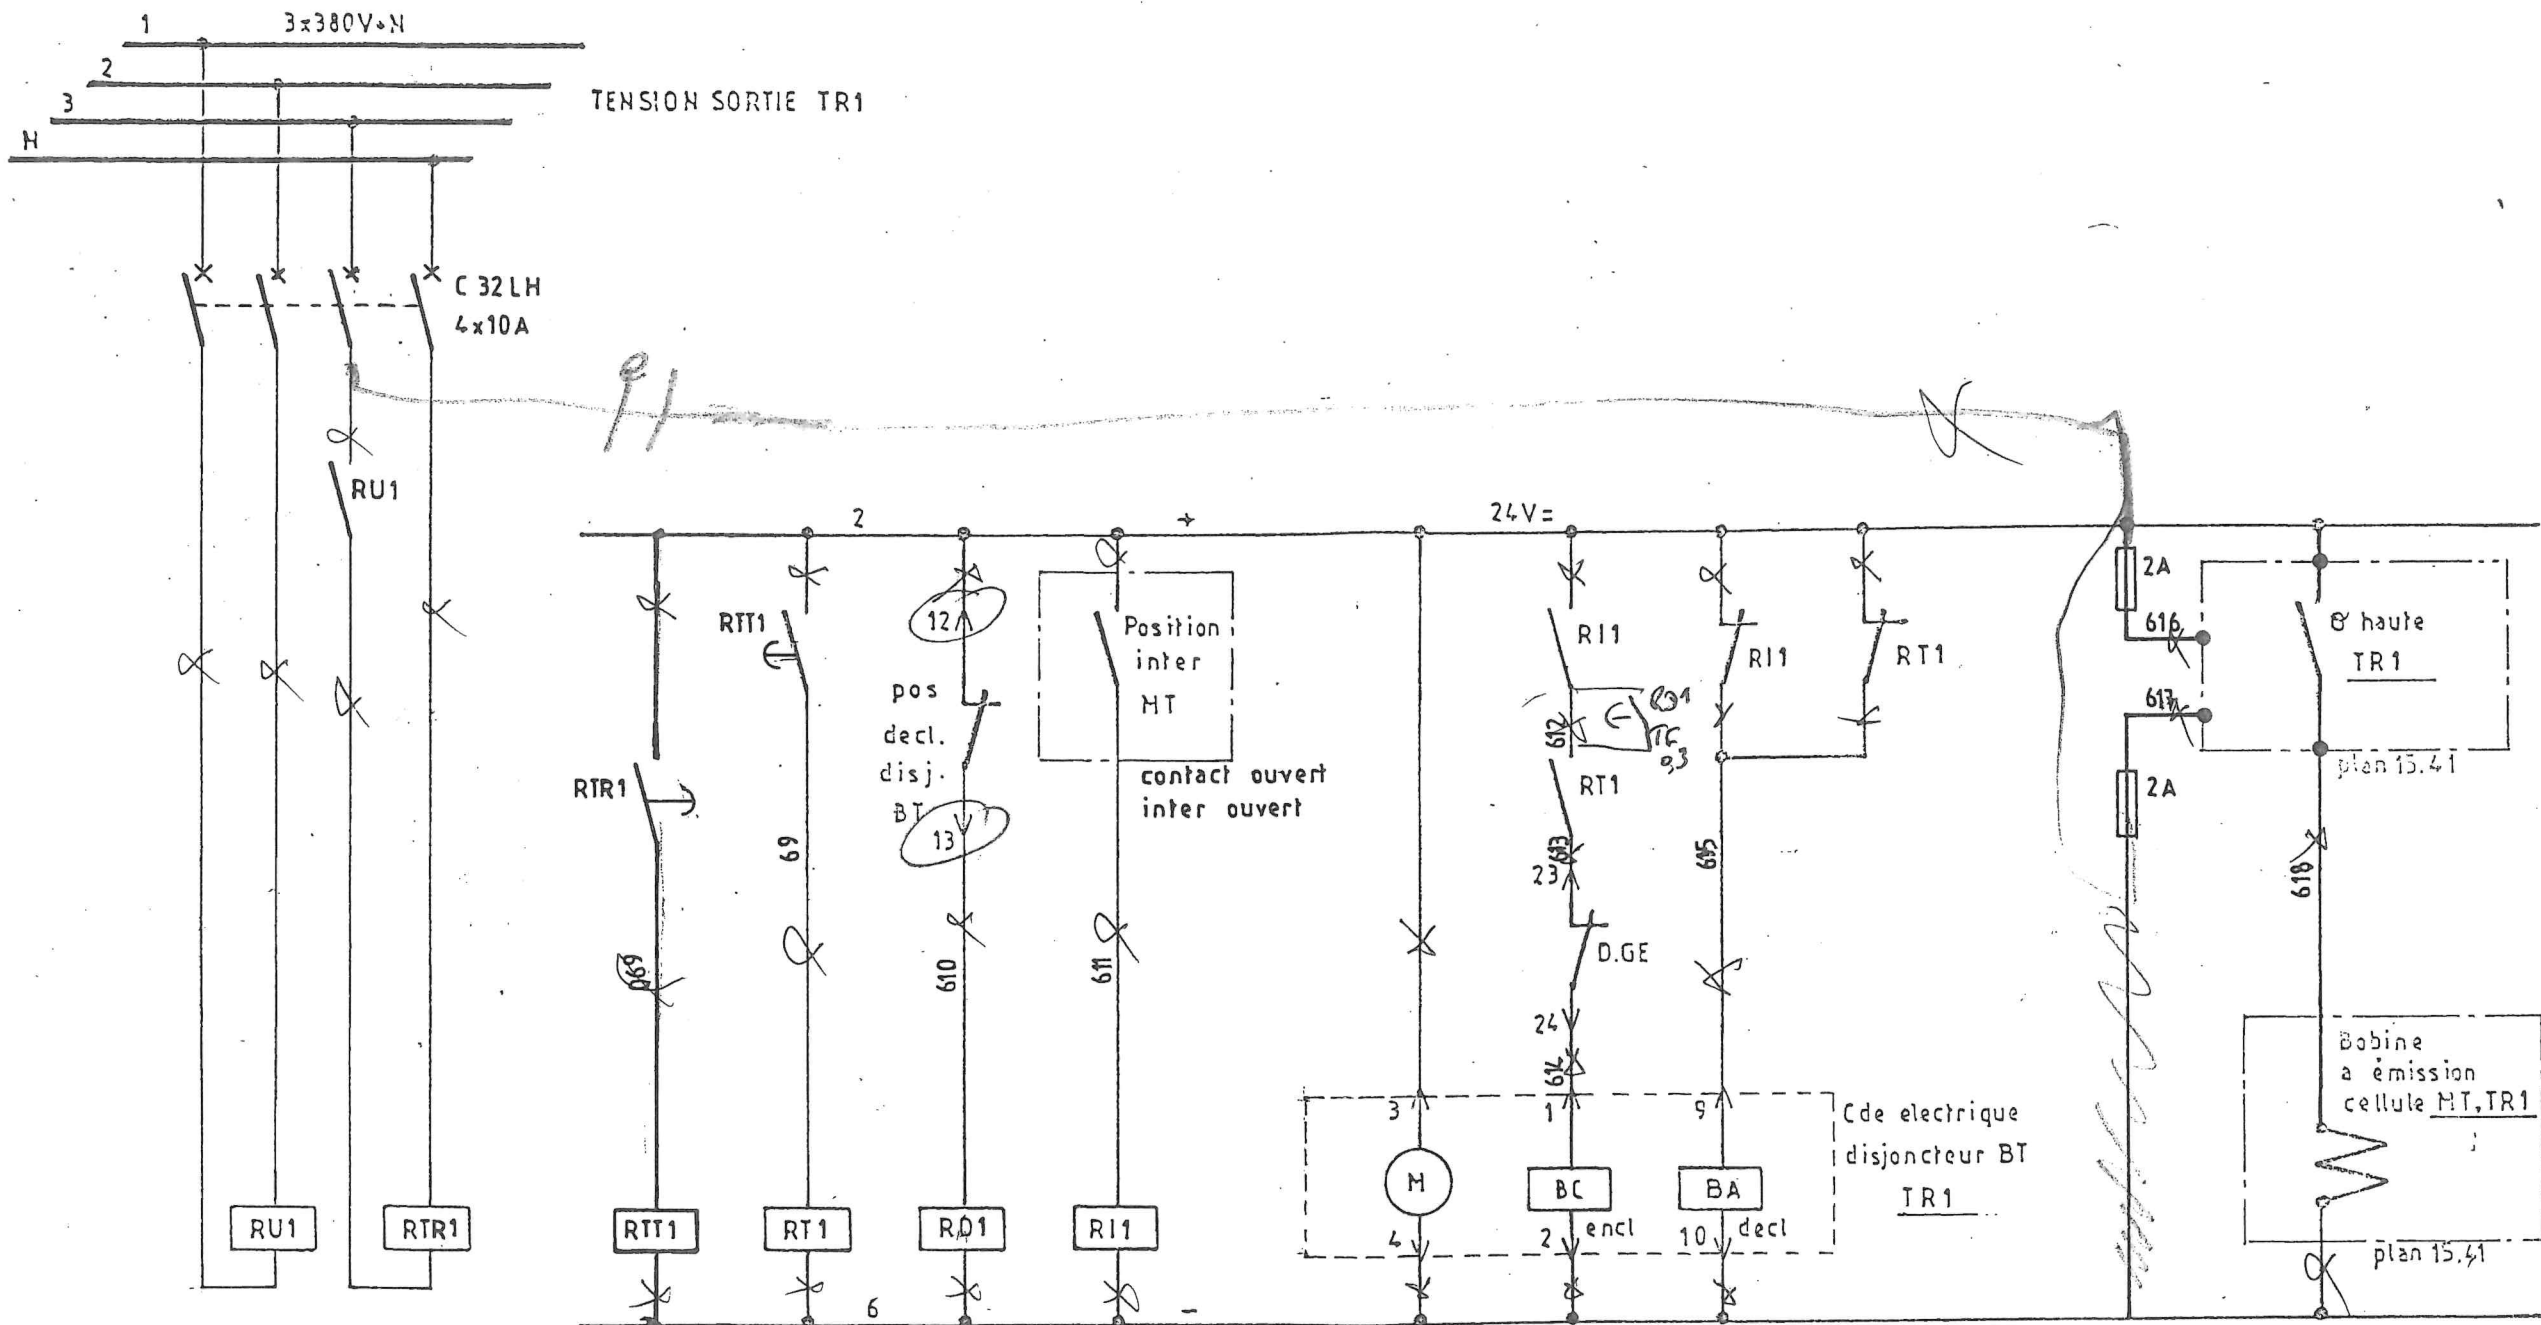 1
3x380V+N
2
3
N
TENSION SORTIE TR1
C 32LH
4x10A
RU1
2
+
24V=
RTT1
12
Position
inter
MT
pos
decl.
disj.
BT
13
contact ouvert
inter ouvert
RTR1
69
D69
610
611
RI1
612
RD1
RT1
613
23
D.GE
24
614
RI1
RT1
615
2A
616
617
2A
θ haute
TR1
plan 15.41
618
Bobine
a émission
cellule MT, TR1
plan 15.41
3
1
9
Cde electrique
disjoncteur BT
TR1
M
BC
BA
4
2
encl
10
decl
RU1
RTR1
RTT1
RT1
RD1
RI1
6
-